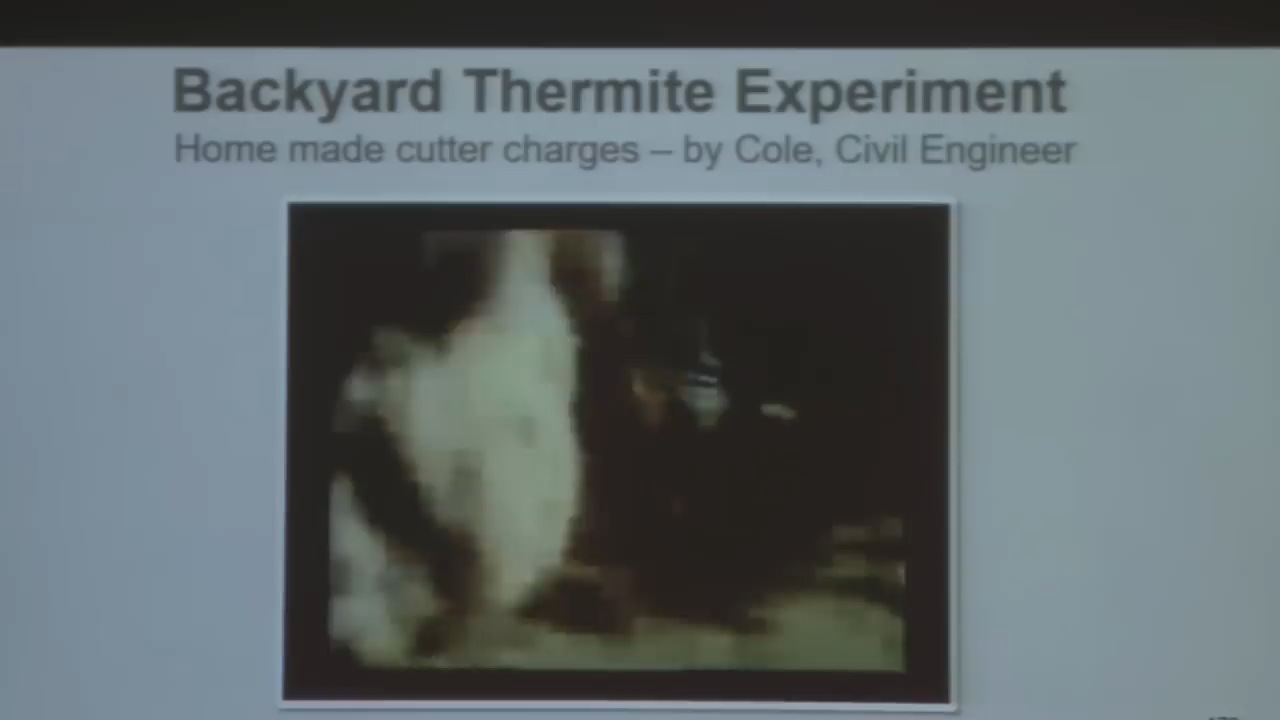 Backyard Thermite Experiment
Home made cutter charges – by Cole, Civil Engineer